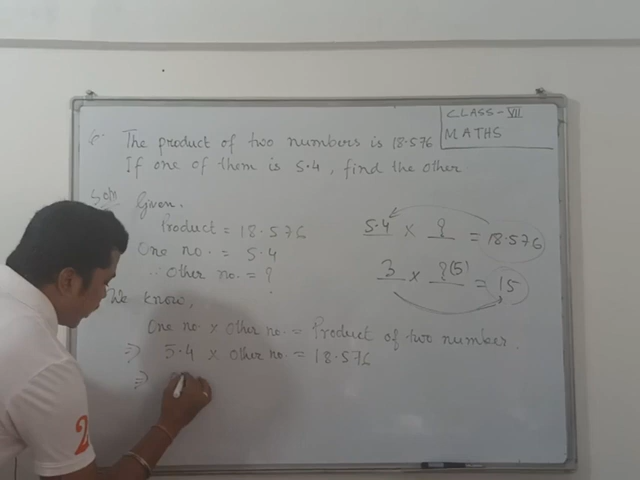 CLASS-VII
MATHS
The product of two numbers is 18.576
If one of them is 5.4, find the other
Soln Given.
Product = 18.576
One no. = 5.4
∴ Other no. = ?
We know,
One no. × Other no. = Product of two number.
⇒ 5.4 × Other no. = 18.576
⇒
5.4 × ? = 18.576
3 × ?(5) = 15
2